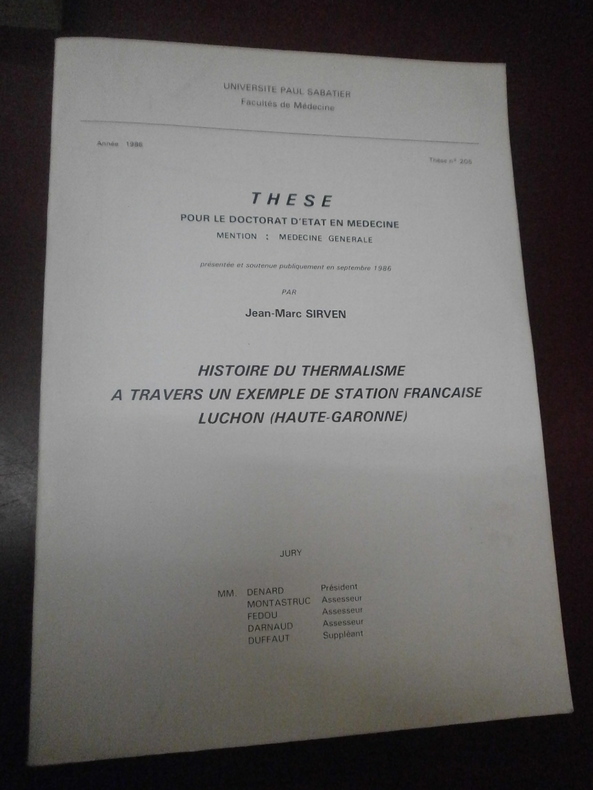 UNIVERSITE PAUL SABATIER
Facultés de Médecine
Année 1986
Thèse n°
THESE
POUR LE DOCTORAT D'ETAT EN MEDECINE
MENTION : MEDECINE GENERALE
présentée et soutenue publiquement en septembre 1986
PAR
Jean-Marc SIRVEN
HISTOIRE DU THERMALISME
A TRAVERS UN EXEMPLE DE STATION FRANCAISE
LUCHON (HAUTE-GARONNE)
JURY
MM. DENARD Président
MONTASTRUC Assesseur
FEDOU Assesseur
DARNAUD Assesseur
DUFFAUT Suppléant